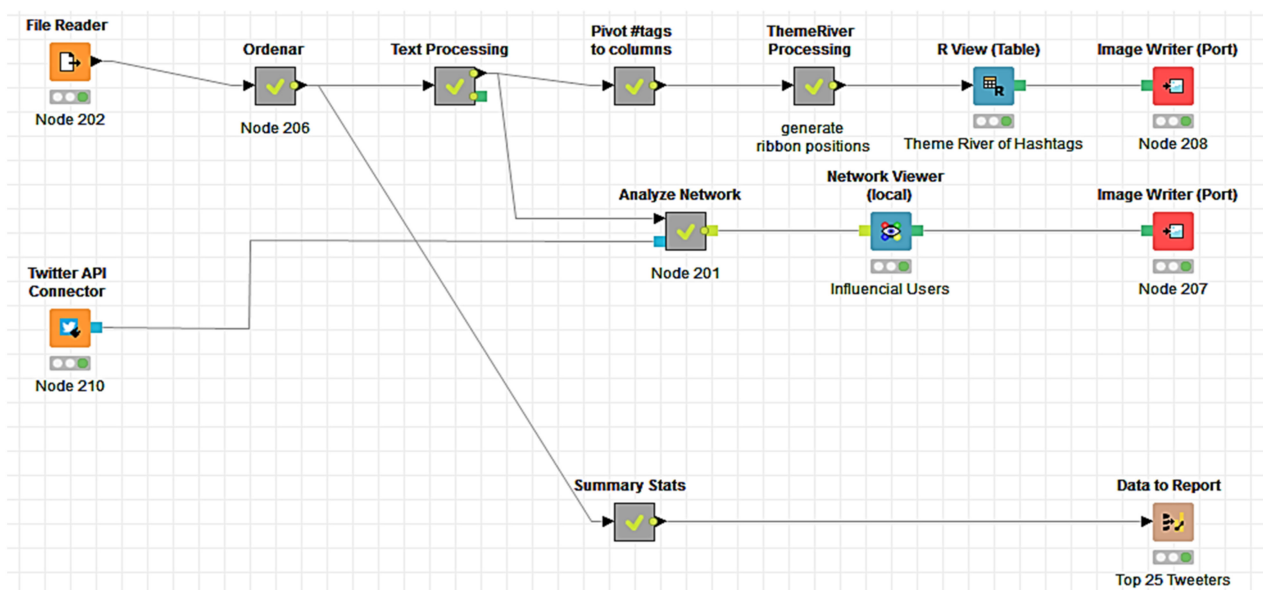 File Reader
Node 202
Ordenar
Node 206
Text Processing
Pivot #tags
to columns
ThemeRiver
Processing
generate
ribbon positions
R View (Table)
R
Theme River of Hashtags
Image Writer (Port)
Node 208
Analyze Network
Node 201
Network Viewer
(local)
Influencial Users
Image Writer (Port)
Node 207
Twitter API
Connector
Node 210
Summary Stats
Data to Report
Top 25 Tweeters